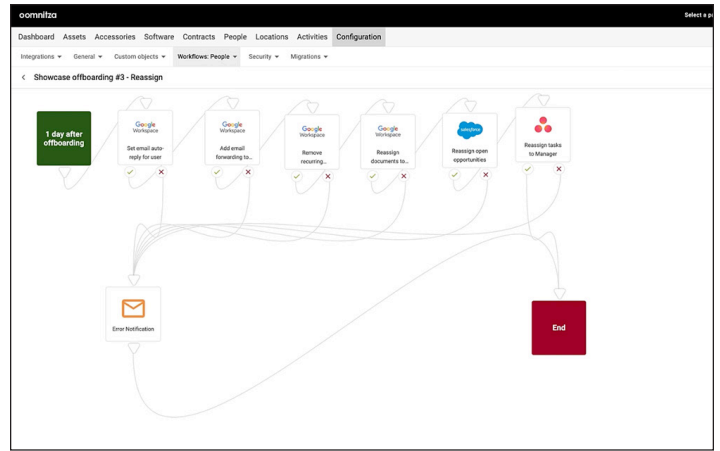 oomnitza
Select a p
Dashboard Assets Accessories Software Contracts People Locations Activities Configuration
Integrations General Custom objects Workflows: People Security Migrations
< Showcase offboarding #3 - Reassign
1 day after
offboarding
Google
Workspace
Set email auto-
reply for user
Google
Workspace
Add email
forwarding to...
Google
Workspace
Remove
recurring...
Google
Workspace
Reassign
documents to...
salesforce
Reassign open
opportunities
Reassign tasks
to Manager
Error Notification
End